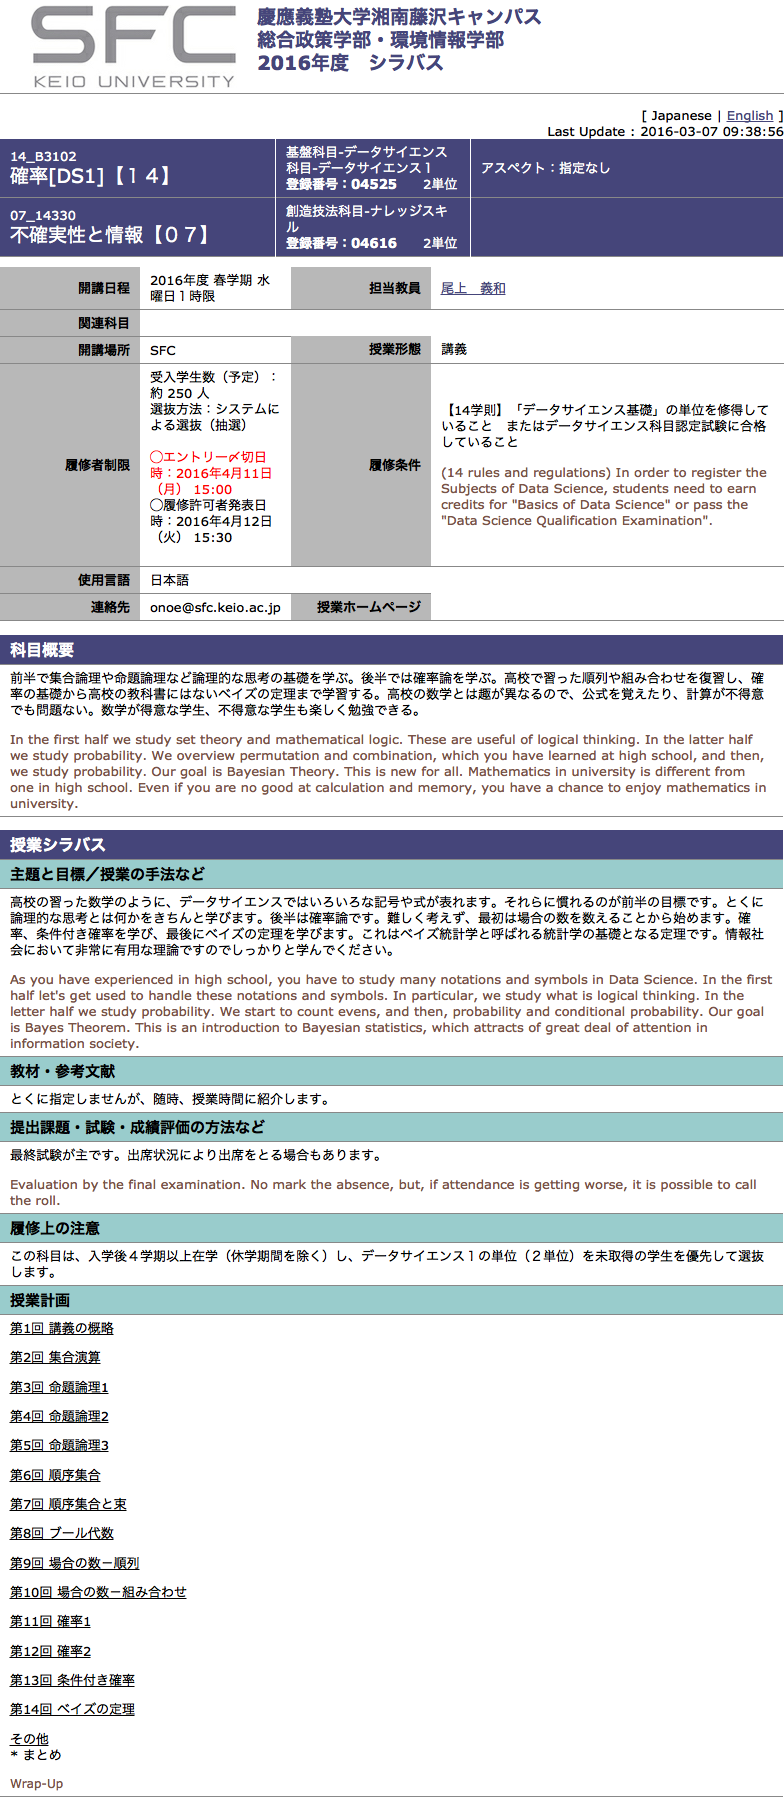 SFC
KEIO UNIVERSITY
慶應義塾大学湘南藤沢キャンパス
総合政策学部・環境情報学部
2016年度　シラバス
[ Japanese | English ]
Last Update : 2016-03-07 09:38:56
14_B3102
確率[DS1]【１４】
基盤科目-データサイエンス
科目-データサイエンス１
登録番号：04525　　2単位
アスペクト：指定なし
07_14330
不確実性と情報【０７】
創造技法科目-ナレッジスキ
ル
登録番号：04616　　2単位
開講日程
2016年度 春学期 水
曜日１時限
担当教員
尾上　義和
関連科目
開講場所
SFC
授業形態
講義
履修者制限
受入学生数（予定）：
約 250 人
選抜方法：システムに
よる選抜（抽選）
◯エントリー〆切日
時：2016年4月11日
（月） 15:00
◯履修許可者発表日
時：2016年4月12日
（火） 15:30
履修条件
【14学則】「データサイエンス基礎」の単位を修得して
いること　またはデータサイエンス科目認定試験に合格
していること
(14 rules and regulations) In order to register the
Subjects of Data Science, students need to earn
credits for "Basics of Data Science" or pass the
"Data Science Qualification Examination".
使用言語
日本語
連絡先
onoe@sfc.keio.ac.jp
授業ホームページ
科目概要
前半で集合論理や命題論理など論理的な思考の基礎を学ぶ。後半では確率論を学ぶ。高校で習った順列や組み合わせを復習し、確
率の基礎から高校の教科書にはないベイズの定理まで学習する。高校の数学とは趣が異なるので、公式を覚えたり、計算が不得意
でも問題ない。数学が得意な学生、不得意な学生も楽しく勉強できる。
In the first half we study set theory and mathematical logic. These are useful of logical thinking. In the latter half
we study probability. We overview permutation and combination, which you have learned at high school, and then,
we study probability. Our goal is Bayesian Theory. This is new for all. Mathematics in university is different from
one in high school. Even if you are no good at calculation and memory, you have a chance to enjoy mathematics in
university.
授業シラバス
主題と目標／授業の手法など
高校の習った数学のように、データサイエンスではいろいろな記号や式が表れます。それらに慣れるのが前半の目標です。とくに
論理的な思考とは何かをきちんと学びます。後半は確率論です。難しく考えず、最初は場合の数を数えることから始めます。確
率、条件付き確率を学び、最後にベイズの定理を学びます。これはベイズ統計学と呼ばれる統計学の基礎となる定理です。情報社
会において非常に有用な理論ですのでしっかりと学んでください。
As you have experienced in high school, you have to study many notations and symbols in Data Science. In the first
half let's get used to handle these notations and symbols. In particular, we study what is logical thinking. In the
letter half we study probability. We start to count evens, and then, probability and conditional probability. Our goal
is Bayes Theorem. This is an introduction to Bayesian statistics, which attracts of great deal of attention in
information society.
教材・参考文献
とくに指定しませんが、随時、授業時間に紹介します。
提出課題・試験・成績評価の方法など
最終試験が主です。出席状況により出席をとる場合もあります。
Evaluation by the final examination. No mark the absence, but, if attendance is getting worse, it is possible to call
the roll.
履修上の注意
この科目は、入学後４学期以上在学（休学期間を除く）し、データサイエンス１の単位（２単位）を未取得の学生を優先して選抜
します。
授業計画
第1回 講義の概略
第2回 集合演算
第3回 命題論理1
第4回 命題論理2
第5回 命題論理3
第6回 順序集合
第7回 順序集合と束
第8回 ブール代数
第9回 場合の数－順列
第10回 場合の数－組み合わせ
第11回 確率1
第12回 確率2
第13回 条件付き確率
第14回 ベイズの定理
その他
* まとめ
Wrap-Up